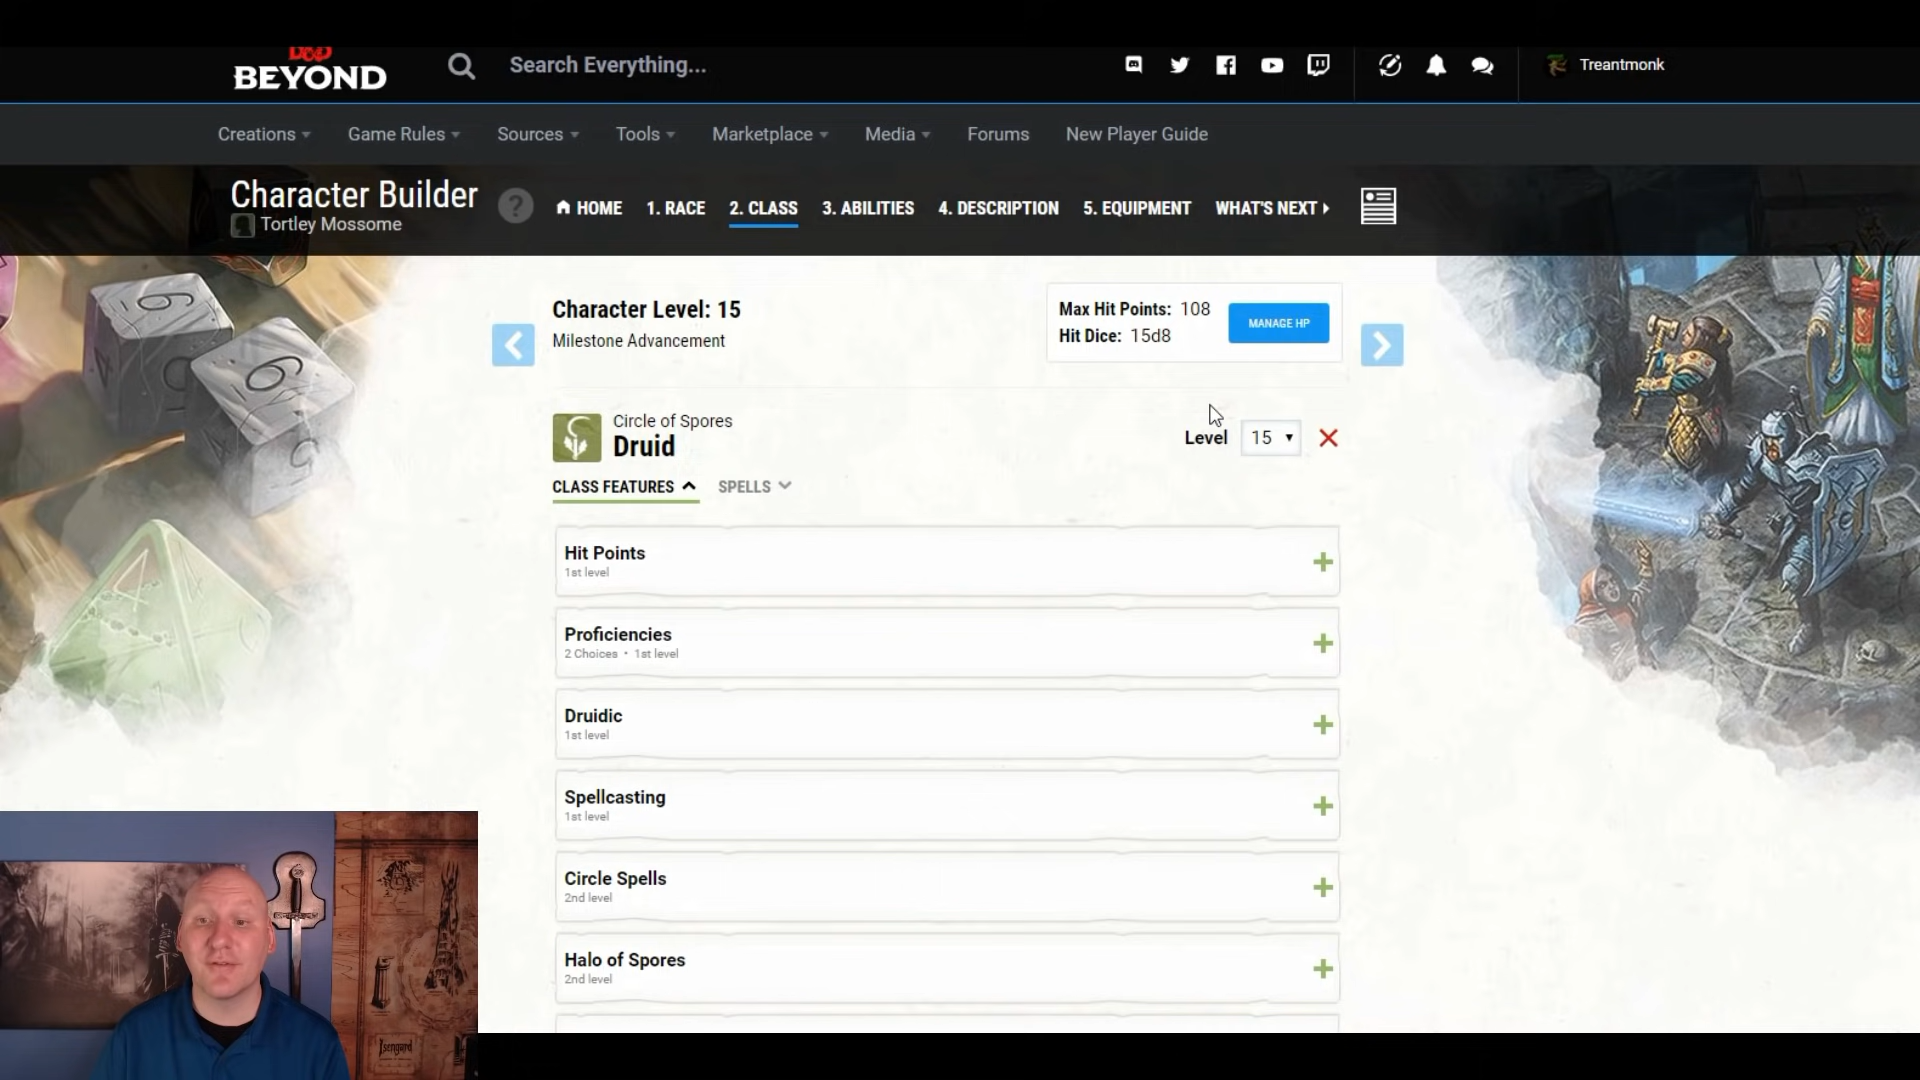 D&D
BEYOND
Search Everything...
Treantmonk
Creations
Game Rules
Sources
Tools
Marketplace
Media
Forums
New Player Guide
Character Builder
Tortley Mossome
?
HOME
1. RACE
2. CLASS
3. ABILITIES
4. DESCRIPTION
5. EQUIPMENT
WHAT'S NEXT
Character Level: 15
Milestone Advancement
Max Hit Points: 108
Hit Dice: 15d8
MANAGE HP
Circle of Spores
Druid
Level 15
CLASS FEATURES
SPELLS
Hit Points
1st level
Proficiencies
2 Choices • 1st level
Druidic
1st level
Spellcasting
1st level
Circle Spells
2nd level
Halo of Spores
2nd level
Isengard